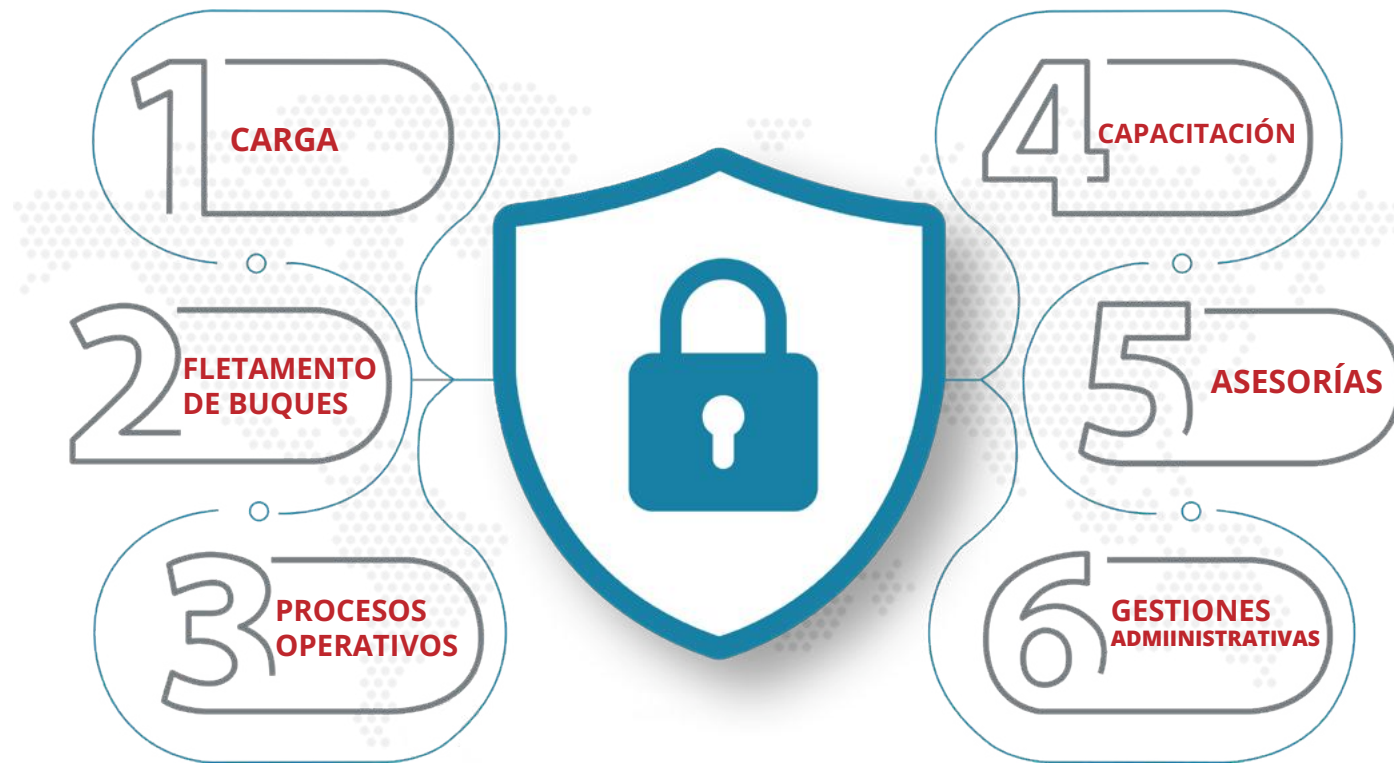 1
CARGA
2
FLETAMENTO
DE BUQUES
3
PROCESOS
OPERATIVOS
4
CAPACITACIÓN
5
ASESORÍAS
6
GESTIONES
ADMIINISTRATIVAS